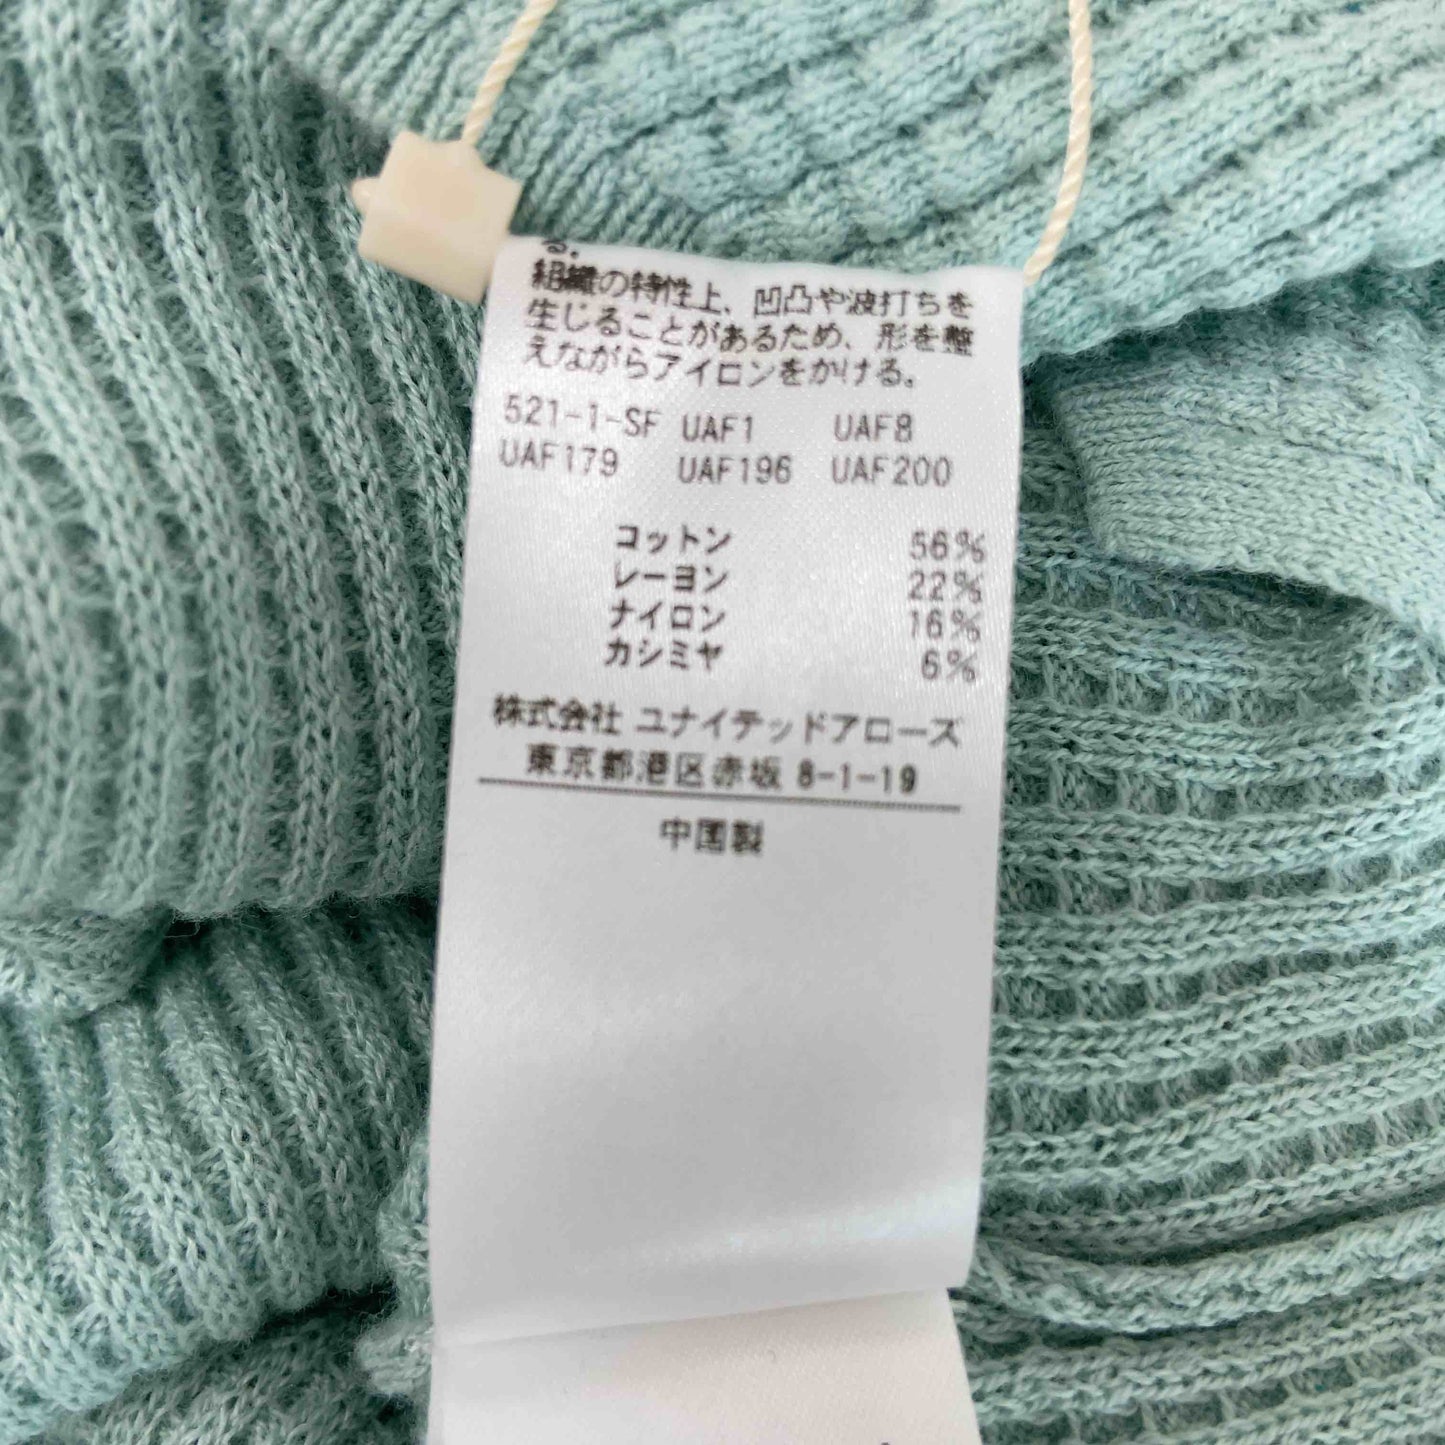 る。
組織の特性上、凹凸や波打ちを
生じることがあるため、形を整
えながらアイロンをかける。
521-1-SF UAF1 UAF8
UAF179 UAF196 UAF200
コットン 56%
レーヨン 22%
ナイロン 16%
カシミヤ 6%
株式会社 ユナイテッドアローズ
東京都港区赤坂 8-1-19
中国製